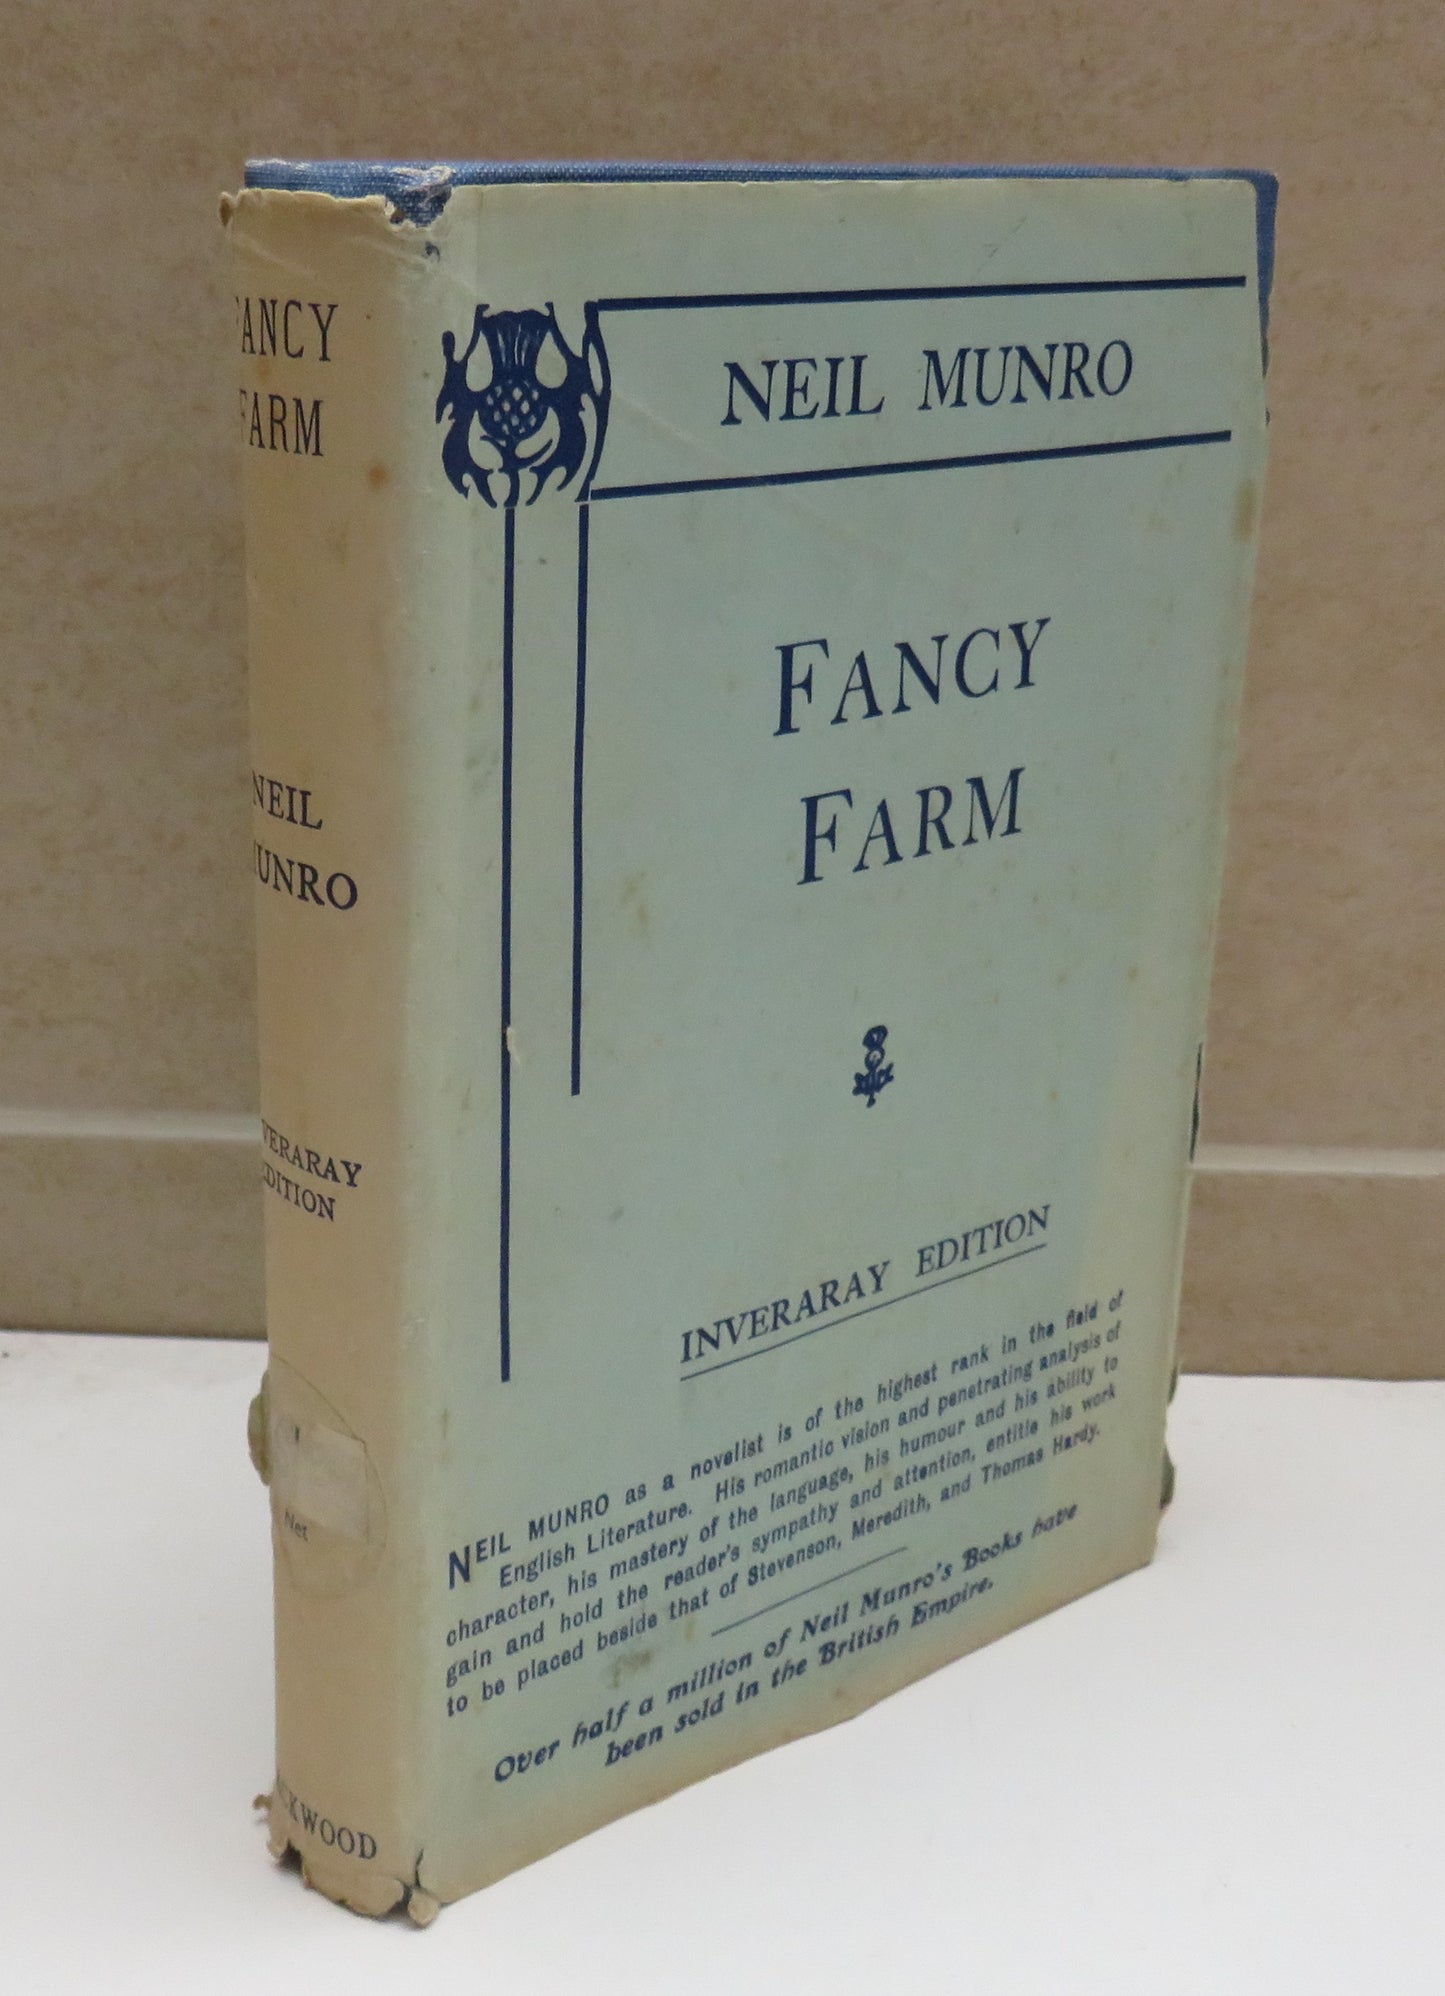 FANCY
FARM
NEIL
MUNRO
INVERARAY
EDITION
Net
BLACKWOOD
NEIL MUNRO
FANCY
FARM
INVERARAY EDITION
NEIL MUNRO as a novelist is of the highest rank in the field of
English Literature. His romantic vision and penetrating analysis of
character, his mastery of the language, his humour and his ability to
gain and hold the reader's sympathy and attention, entitle his work
to be placed beside that of Stevenson, Meredith, and Thomas Hardy.
Over half a million of Neil Munro's Books have
been sold in the British Empire.